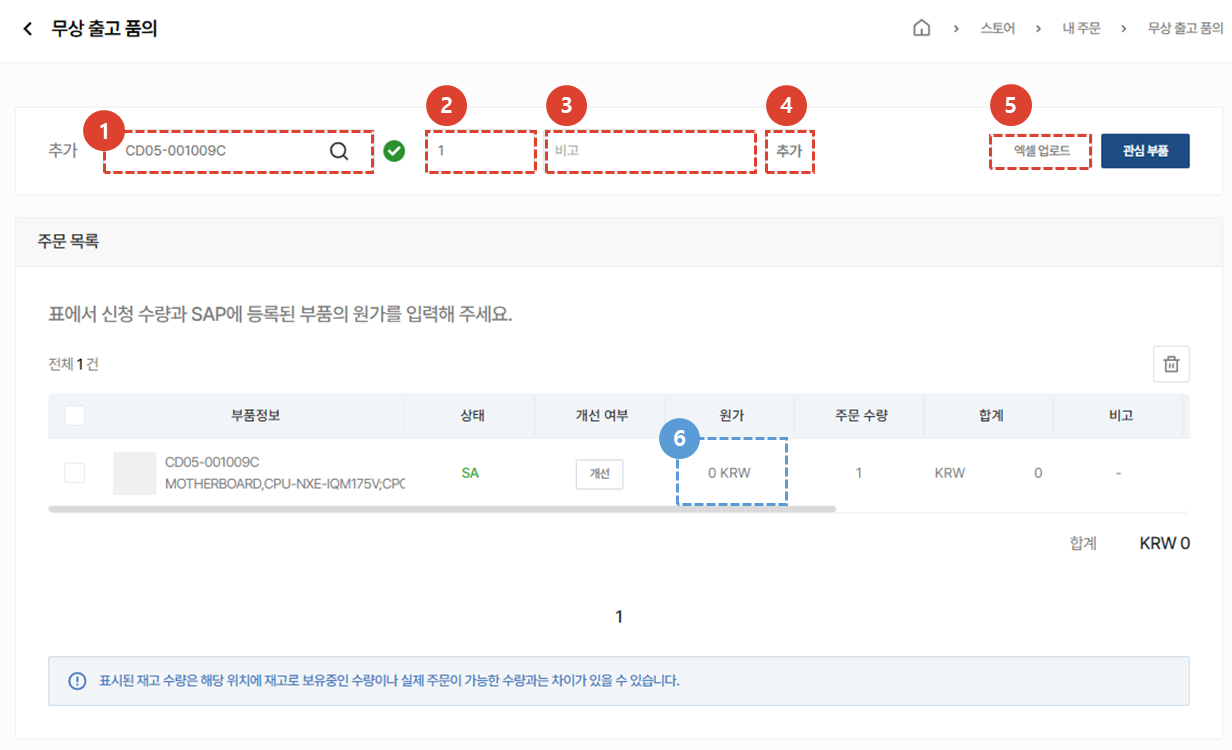 무상 출고 품의
스토어 내 주문 무상 출고 품의
1 2 3 4 5
추가 CD05-001009C 1 비고 추가 엑셀 업로드 관심 부품
주문 목록
표에서 신청 수량과 SAP에 등록된 부품의 원가를 입력해 주세요.
전체 1 건
부품정보 상태 개선 여부 원가 주문 수량 합계 비고
6
CD05-001009C
MOTHERBOARD,CPU-NXE-IQM175V;CPC
SA 개선 0 KRW 1 KRW 0 -
합계 KRW 0
1
표시된 재고 수량은 해당 위치에 재고로 보유중인 수량이나 실제 주문이 가능한 수량과는 차이가 있을 수 있습니다.